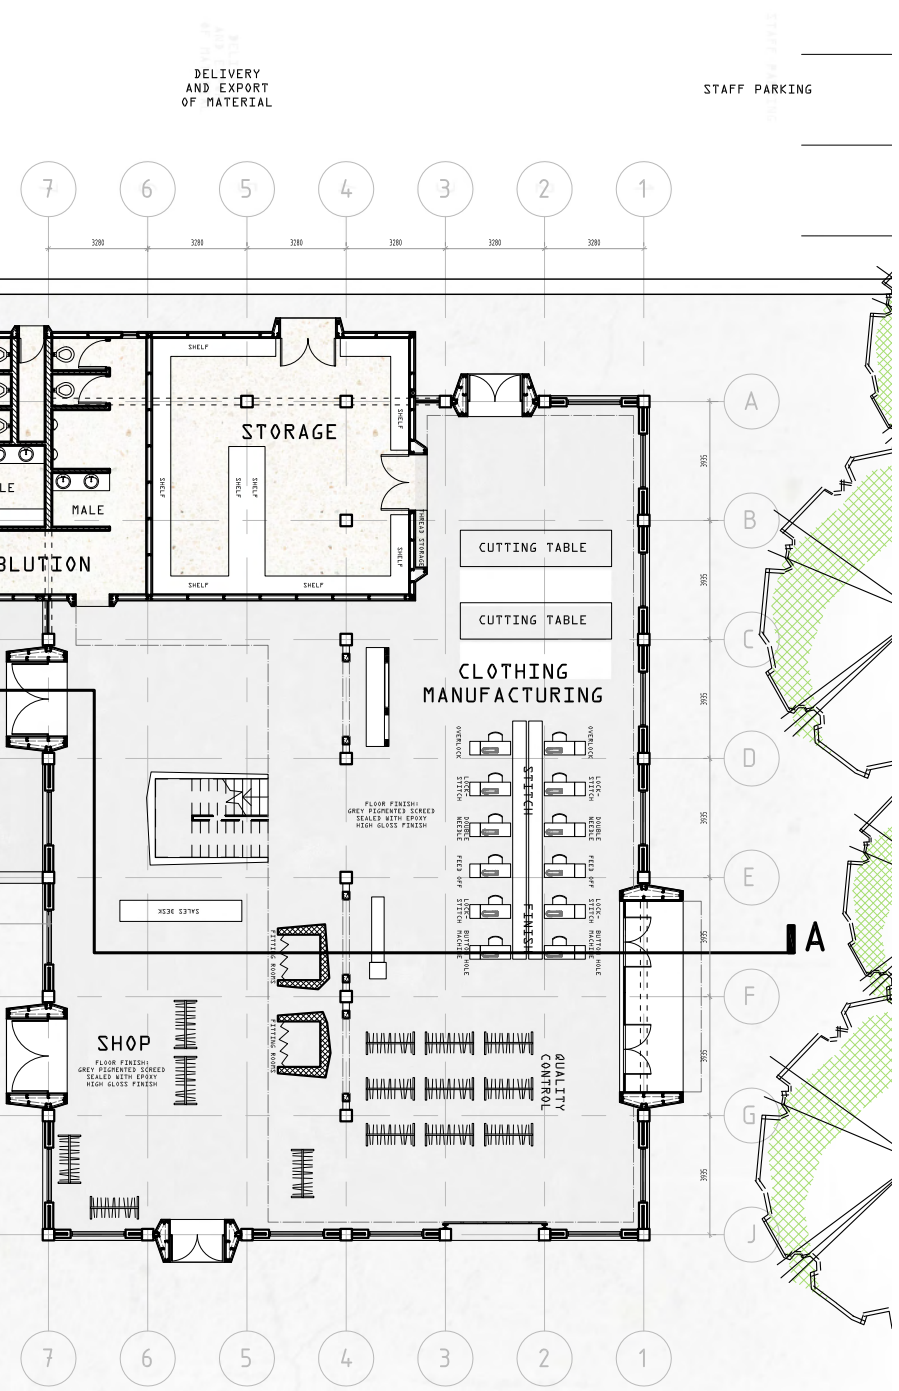 DELIVERY
AND EXPORT
OF MATERIAL
STAFF PARKING
7
6
5
4
3
2
1
3280
3280
3280
3280
3280
3280
SHELF
STORAGE
SHELF
SHELF
SHELF
SHELF
SHELF
SHELF
SHELF
THREAD STORAGE
LE
MALE
BLUTION
A
B
C
D
E
F
G
J
3935
3935
3935
3935
3935
3935
3935
CUTTING TABLE
CUTTING TABLE
CLOTHING
MANUFACTURING
OVERLOCK
LOCK-
STITCH
DOUBLE
NEEDLE
FEED OFF
LOCK-
STITCH
BUTTON HOLE
MACHINE
STITCH
FINISH
OVERLOCK
LOCK-
STITCH
DOUBLE
NEEDLE
FEED OFF
LOCK-
STITCH
BUTTON HOLE
MACHINE
FLOOR FINISH:
GREY PIGMENTED SCREED
SEALED WITH EPOXY
HIGH GLOSS FINISH
SALES DESK
FITTING ROOMS
FITTING ROOMS
A
SHOP
FLOOR FINISH:
GREY PIGMENTED SCREED
SEALED WITH EPOXY
HIGH GLOSS FINISH
QUALITY
CONTROL
7
6
5
4
3
2
1